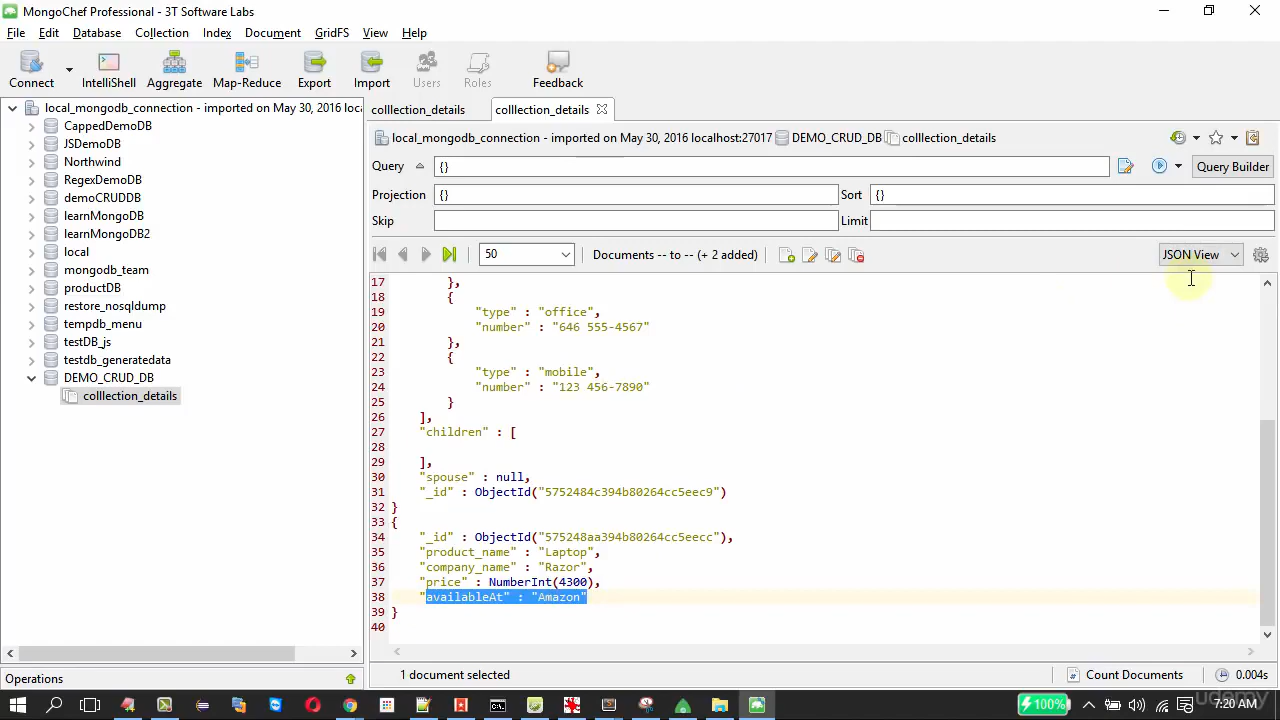 MongoChef Professional - 3T Software Labs
File Edit Database Collection Index Document GridFS View Help
Connect IntelliShell Aggregate Map-Reduce Export Import Users Roles Feedback
local_mongodb_connection - imported on May 30, 2016 loca
CappedDemoDB
JSDemoDB
Northwind
RegexDemoDB
demoCRUDDB
learnMongoDB
learnMongoDB2
local
mongodb_team
productDB
restore_nosqldump
tempdb_menu
testDB_js
testdb_generatedata
DEMO_CRUD_DB
colllection_details
Operations
colllection_details colllection_details
local_mongodb_connection - imported on May 30, 2016 localhost:27017 DEMO_CRUD_DB colllection_details
Query {} Query Builder
Projection {} Sort {}
Skip Limit
50 Documents -- to -- (+ 2 added) JSON View
17 },
18 {
19 "type" : "office",
20 "number" : "646 555-4567"
21 },
22 {
23 "type" : "mobile",
24 "number" : "123 456-7890"
25 }
26 ],
27 "children" : [
28
29 ],
30 "spouse" : null,
31 "_id" : ObjectId("5752484c394b80264cc5eec9")
32 }
33 {
34 "_id" : ObjectId("575248aa394b80264cc5eecc"),
35 "product_name" : "Laptop",
36 "company_name" : "Razor",
37 "price" : NumberInt(4300),
38 "availableAt" : "Amazon"
39 }
40
1 document selected Count Documents 0.004s
100% 7:20 AM
udemy